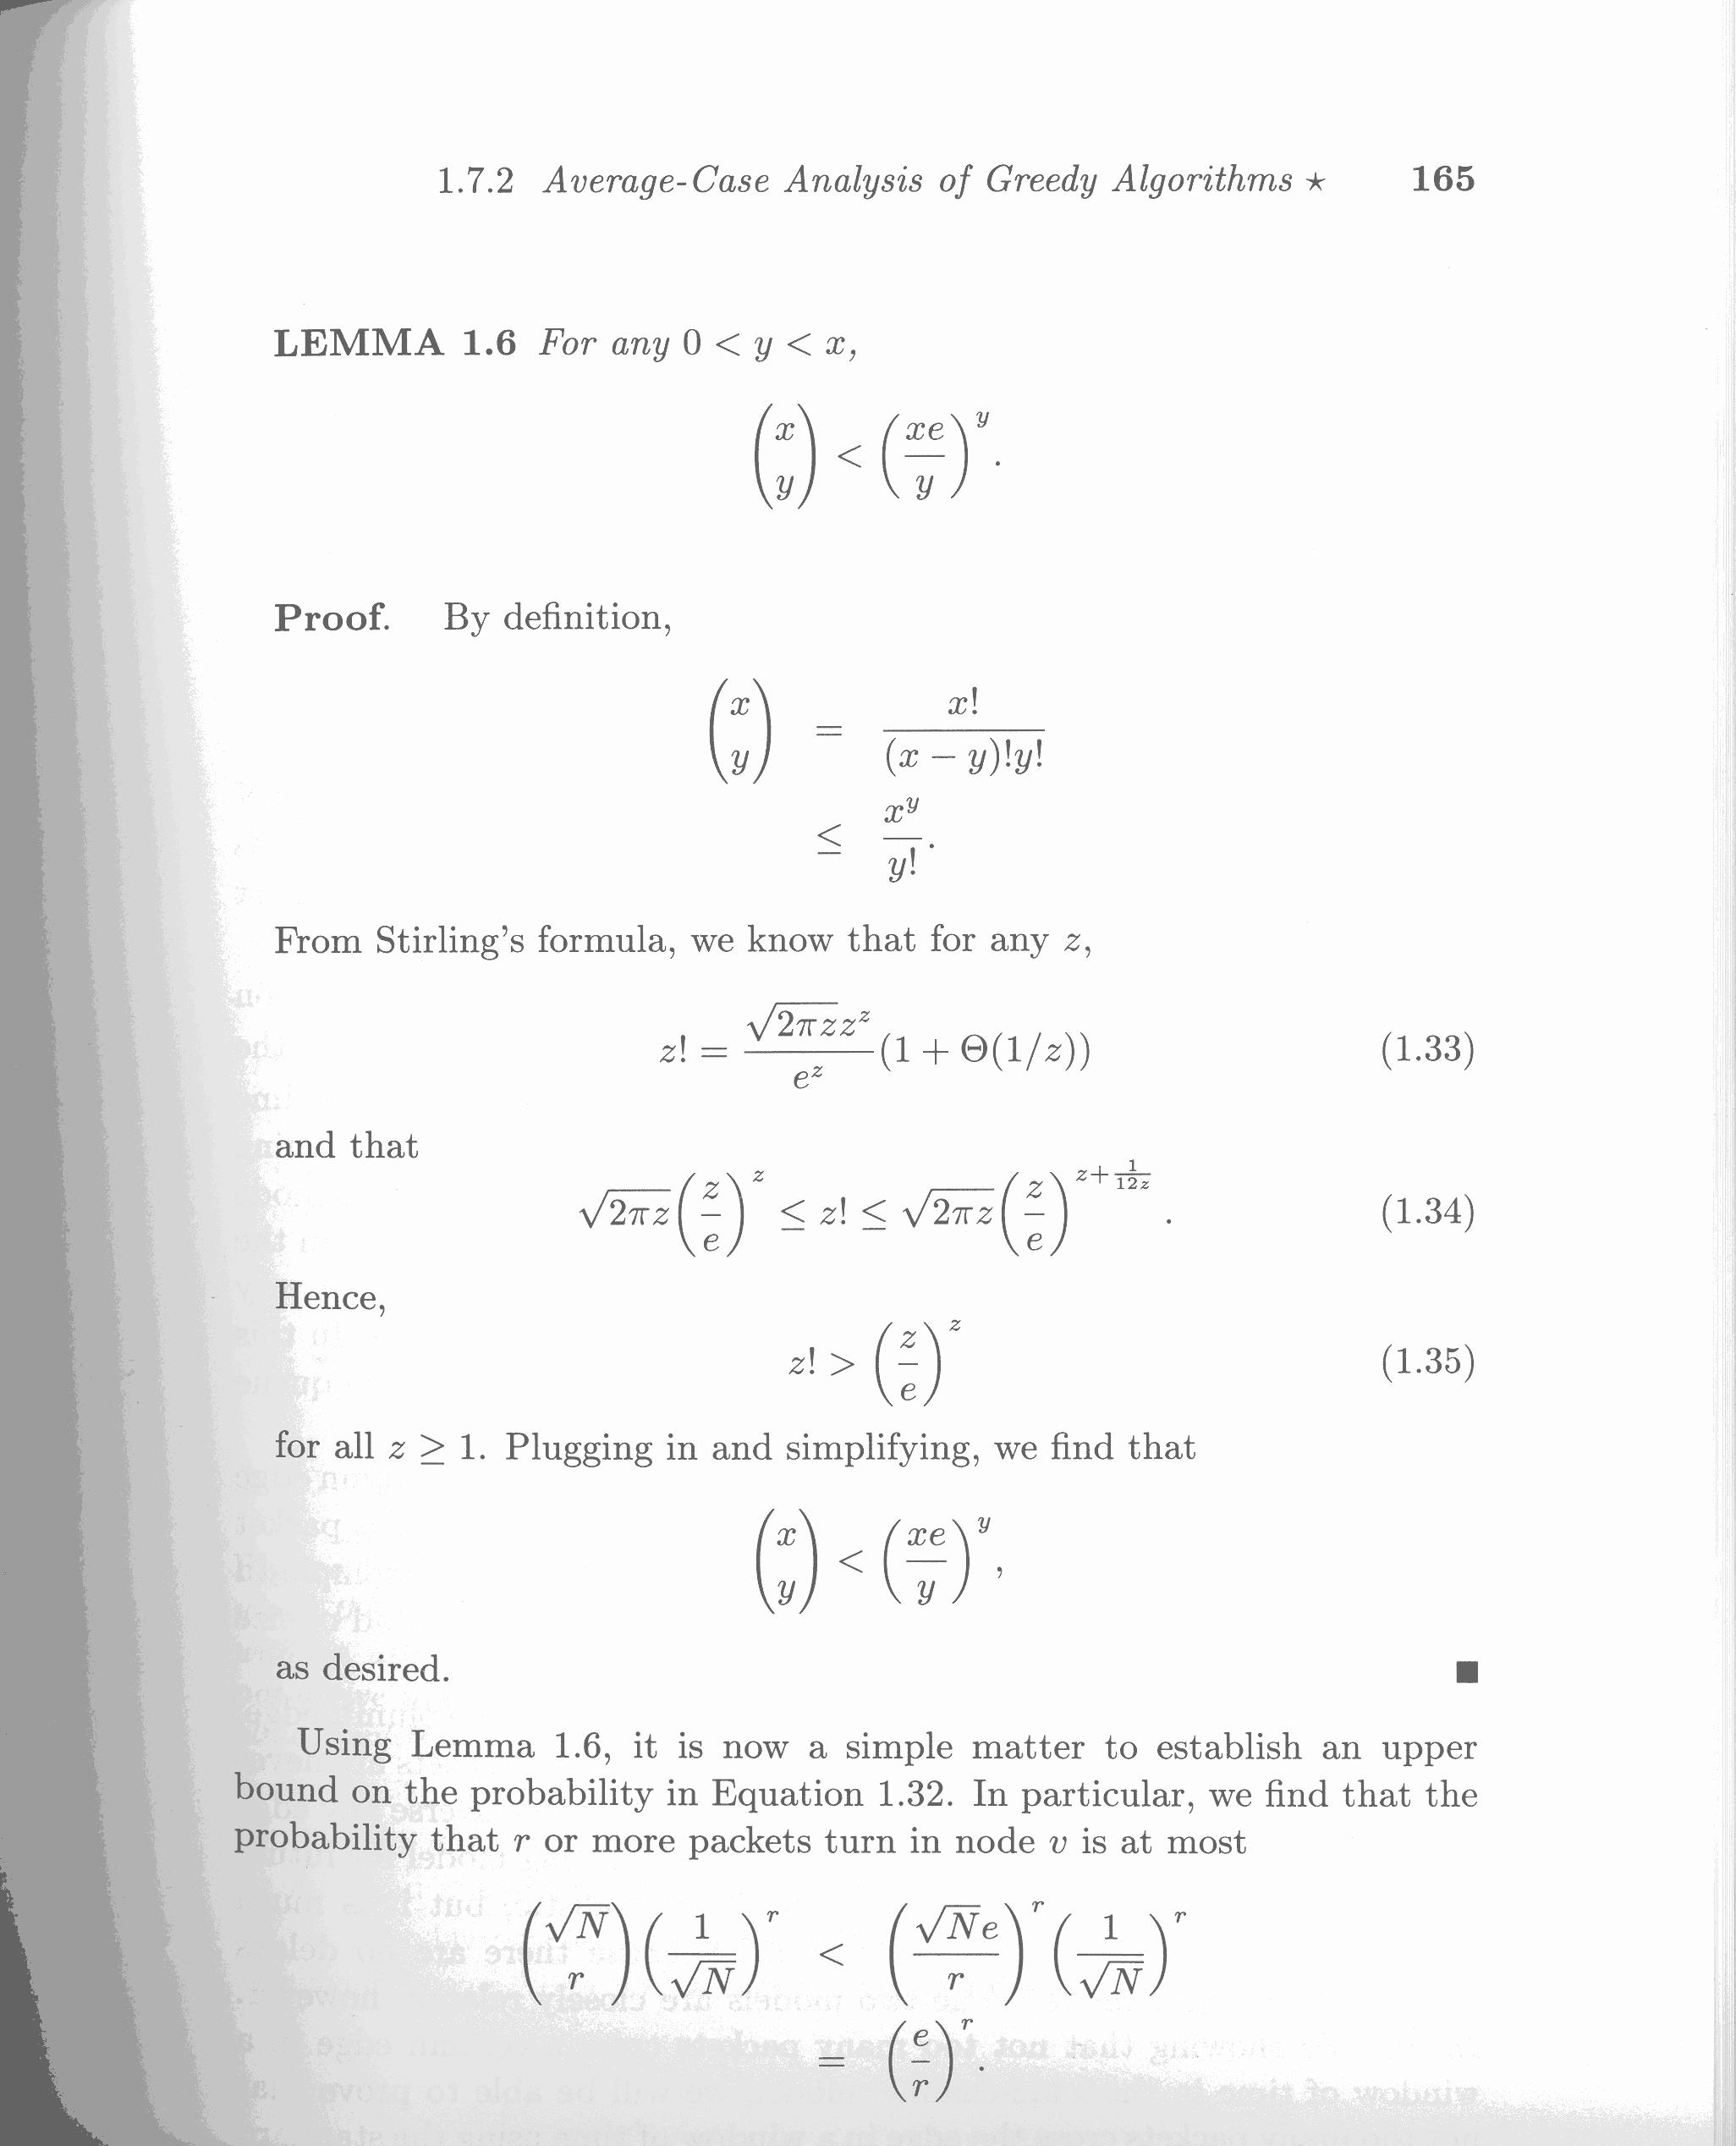 1.7.2 Average-Case Analysis of Greedy Algorithms ⋆ 165
LEMMA 1.6 For any 0 < y < x,
$\binom{x}{y} < \left(\frac{xe}{y}\right)^y.$
Proof. By definition,
$\binom{x}{y} = \frac{x!}{(x-y)!y!}$
$\leq \frac{x^y}{y!}.$
From Stirling's formula, we know that for any z,
$z! = \frac{\sqrt{2\pi z}z^z}{e^z}(1 + \Theta(1/z))$ (1.33)
and that
$\sqrt{2\pi z}\left(\frac{z}{e}\right)^z \leq z! \leq \sqrt{2\pi z}\left(\frac{z}{e}\right)^{z+\frac{1}{12z}}.$ (1.34)
Hence,
$z! > \left(\frac{z}{e}\right)^z$ (1.35)
for all z ≥ 1. Plugging in and simplifying, we find that
$\binom{x}{y} < \left(\frac{xe}{y}\right)^y,$
as desired. ■
Using Lemma 1.6, it is now a simple matter to establish an upper
bound on the probability in Equation 1.32. In particular, we find that the
probability that r or more packets turn in node v is at most
$\binom{\sqrt{N}}{r}\left(\frac{1}{\sqrt{N}}\right)^r < \left(\frac{\sqrt{N}e}{r}\right)^r\left(\frac{1}{\sqrt{N}}\right)^r$
$= \left(\frac{e}{r}\right)^r.$